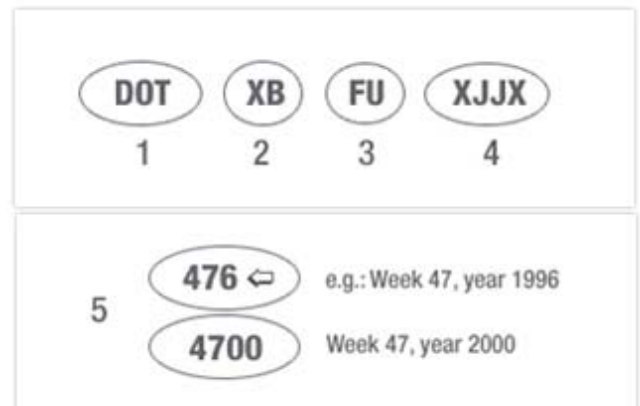 DOT XB FU XJJX
1 2 3 4
476 ⇦ e.g.: Week 47, year 1996
5
4700 Week 47, year 2000